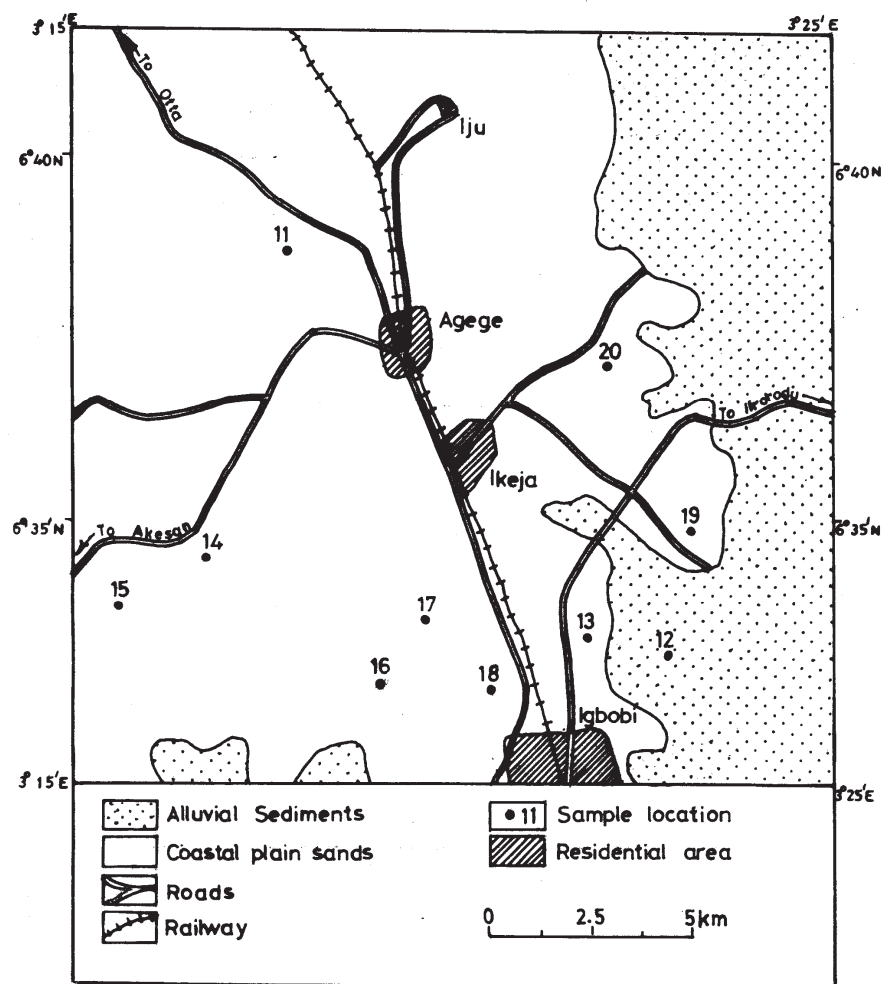 3° 15′ E
3° 25′ E
To Otta
Iju
6° 40N
6° 40 N
11
Agege
20
To Ikorodu
Ikeja
6° 35′N
6° 35′N
To Akesan
14
19
15
17
13
12
16
18
Igbobi
3° 15′ E
3° 25′E
Alluvial Sediments
11 Sample location
Coastal plain sands
Residential area
Roads
Railway
0 2.5 5km